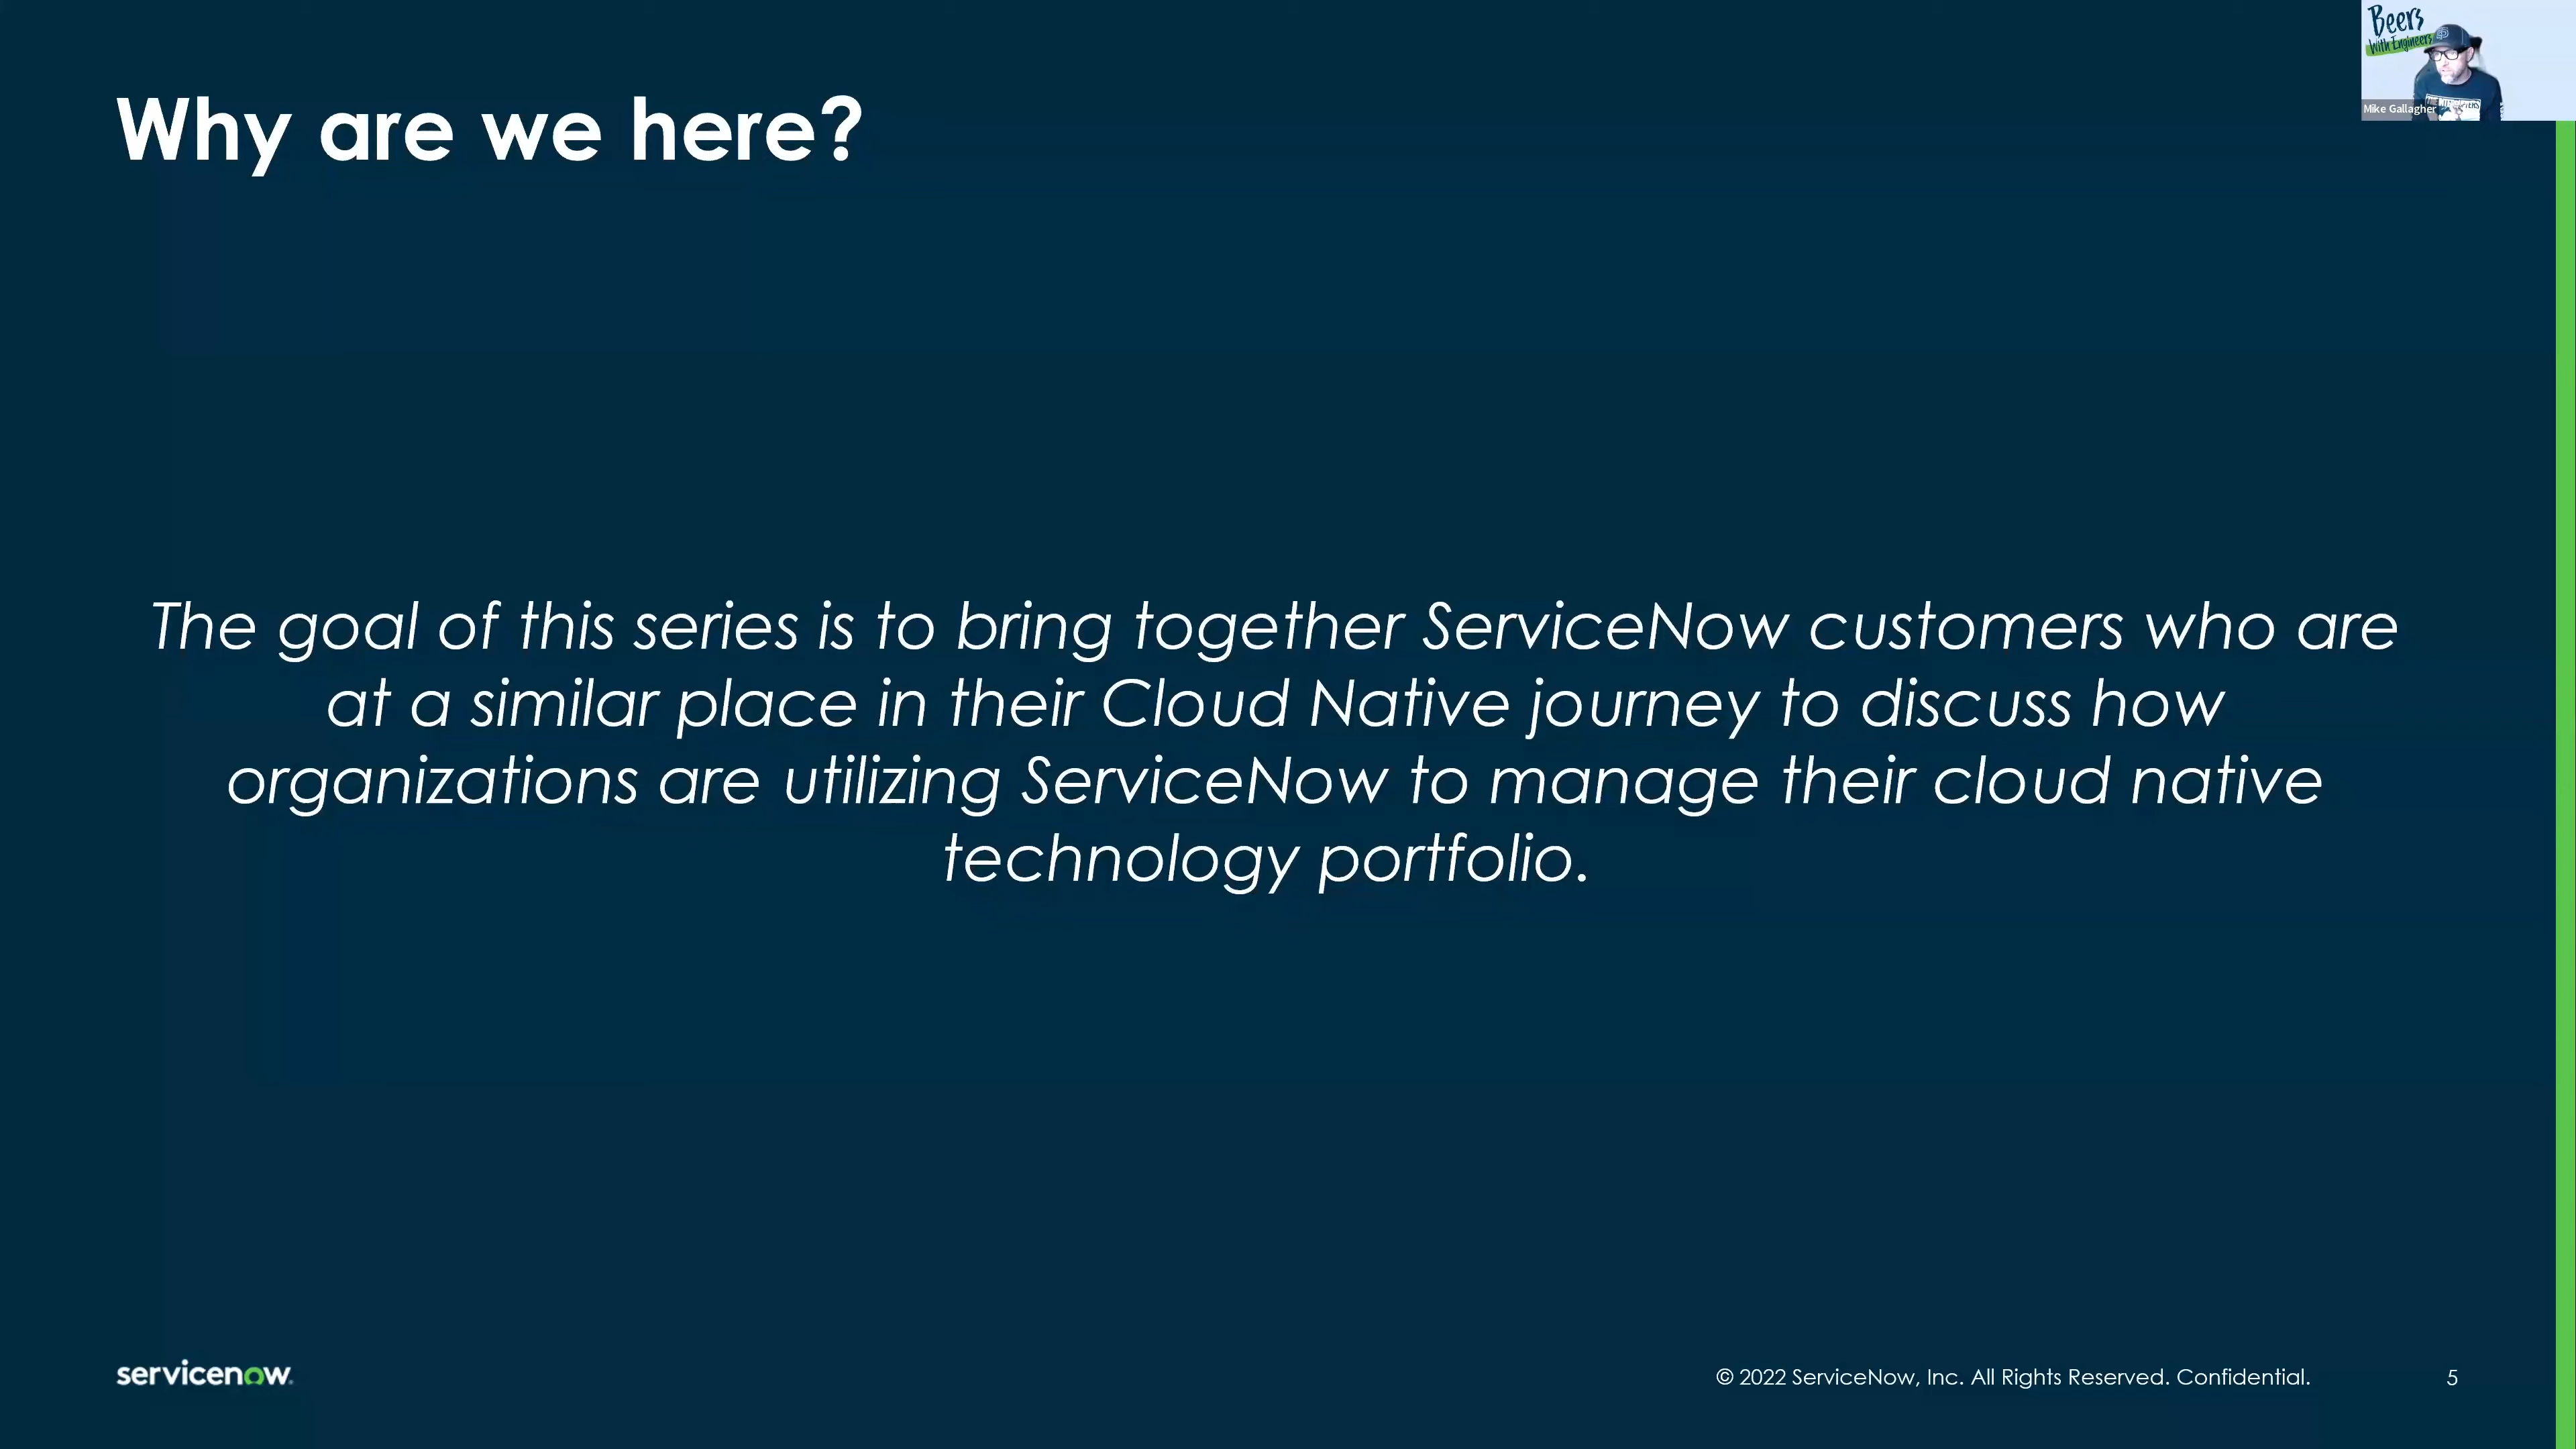 Beers
With Engineers
Mike Gallagher
Why are we here?
The goal of this series is to bring together ServiceNow customers who are
at a similar place in their Cloud Native journey to discuss how
organizations are utilizing ServiceNow to manage their cloud native
technology portfolio.
servicenow.
© 2022 ServiceNow, Inc. All Rights Reserved. Confidential.
5